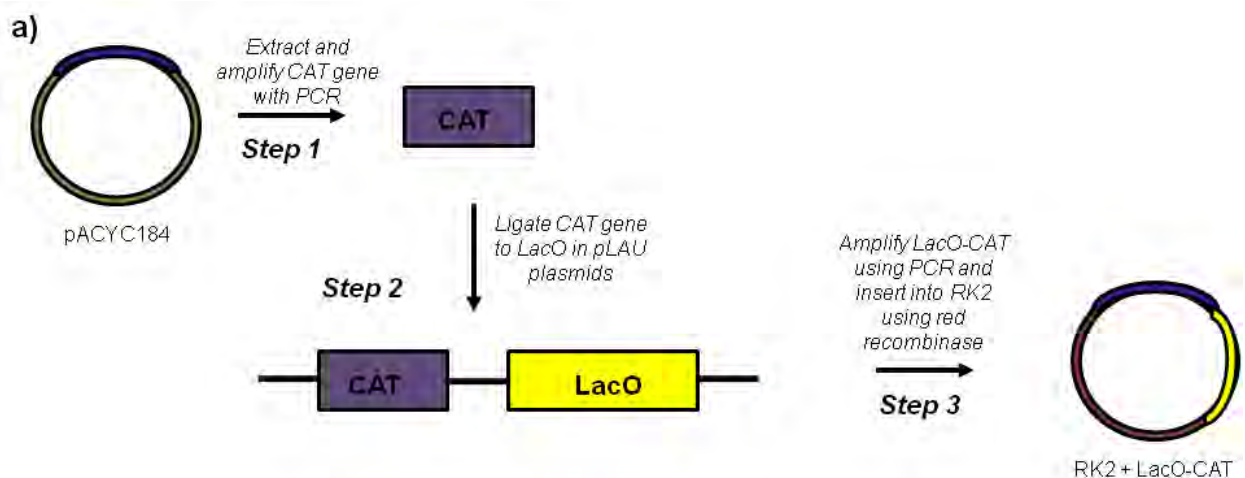 a)
Extract and
amplify CAT gene
with PCR
Step 1
CAT
pACYC184
Ligate CAT gene
to LacO in pLAU
plasmids
Step 2
CAT
LacO
Amplify LacO-CAT
using PCR and
insert into RK2
using red
recombinase
Step 3
RK2 + LacO-CAT